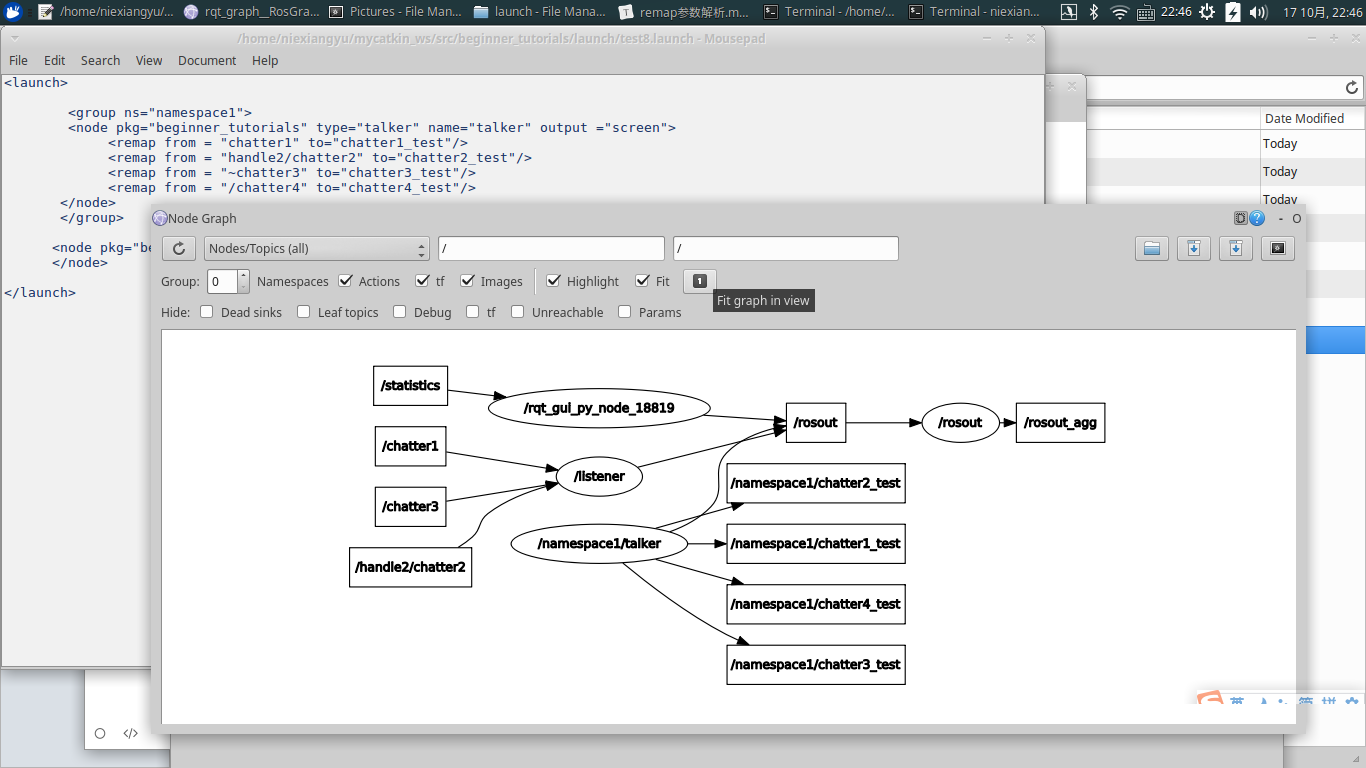 /home/niexiangyu/... rqt_graph__RosGra... Pictures - File Man... launch - File Mana... remap参数解析.m... Terminal - /home/... Terminal - niexian... 22:46 17 10月, 22:46
/home/niexiangyu/mycatkin_ws/src/beginner_tutorials/launch/test8.launch - Mousepad
File Edit Search View Document Help
<launch>
<group ns="namespace1">
<node pkg="beginner_tutorials" type="talker" name="talker" output ="screen">
<remap from = "chatter1" to="chatter1_test"/>
<remap from = "handle2/chatter2" to="chatter2_test"/>
<remap from = "~chatter3" to="chatter3_test"/>
<remap from = "/chatter4" to="chatter4_test"/>
</node>
</group>
<node pkg="be
</node>
</launch>
Date Modified
Today
Today
Today
Node Graph
D ? - O
Nodes/Topics (all) / /
Group: 0 Namespaces Actions tf Images Highlight Fit 1
Fit graph in view
Hide: Dead sinks Leaf topics Debug tf Unreachable Params
/statistics
/rqt_gui_py_node_18819
/rosout
/rosout
/rosout_agg
/chatter1
/listener
/namespace1/chatter2_test
/chatter3
/namespace1/talker
/namespace1/chatter1_test
/handle2/chatter2
/namespace1/chatter4_test
/namespace1/chatter3_test